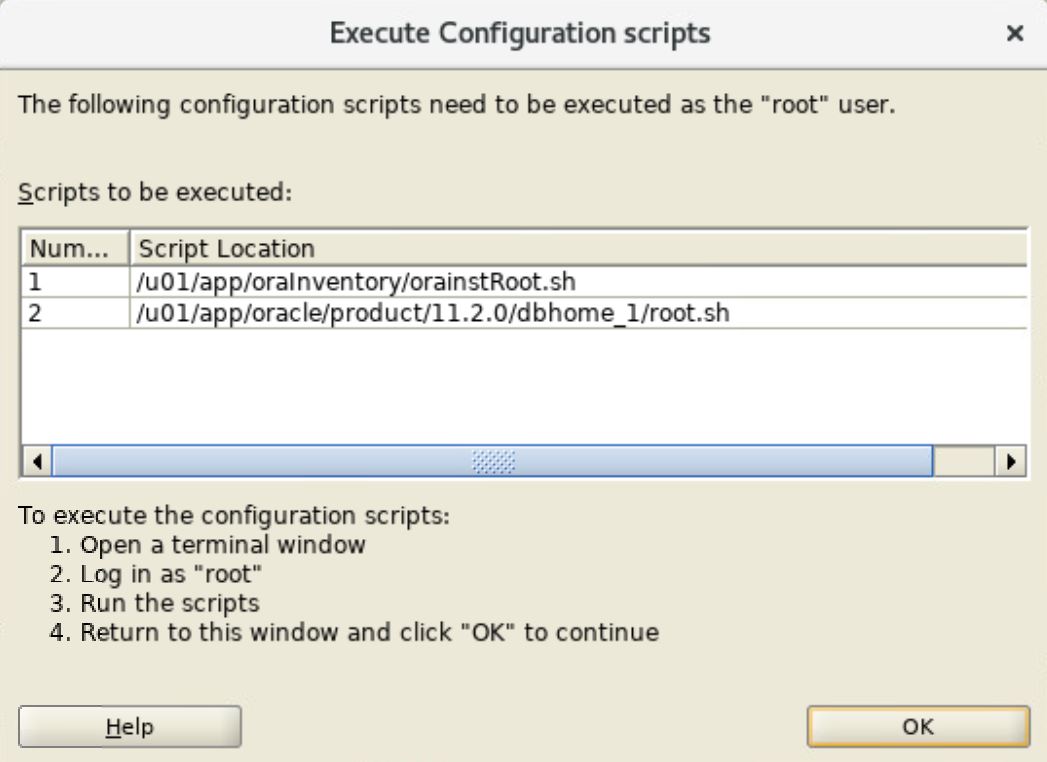 Execute Configuration scripts ×
The following configuration scripts need to be executed as the "root" user.
Scripts to be executed:
Num... Script Location
1 /u01/app/oraInventory/orainstRoot.sh
2 /u01/app/oracle/product/11.2.0/dbhome_1/root.sh
To execute the configuration scripts:
1. Open a terminal window
2. Log in as "root"
3. Run the scripts
4. Return to this window and click "OK" to continue
Help OK